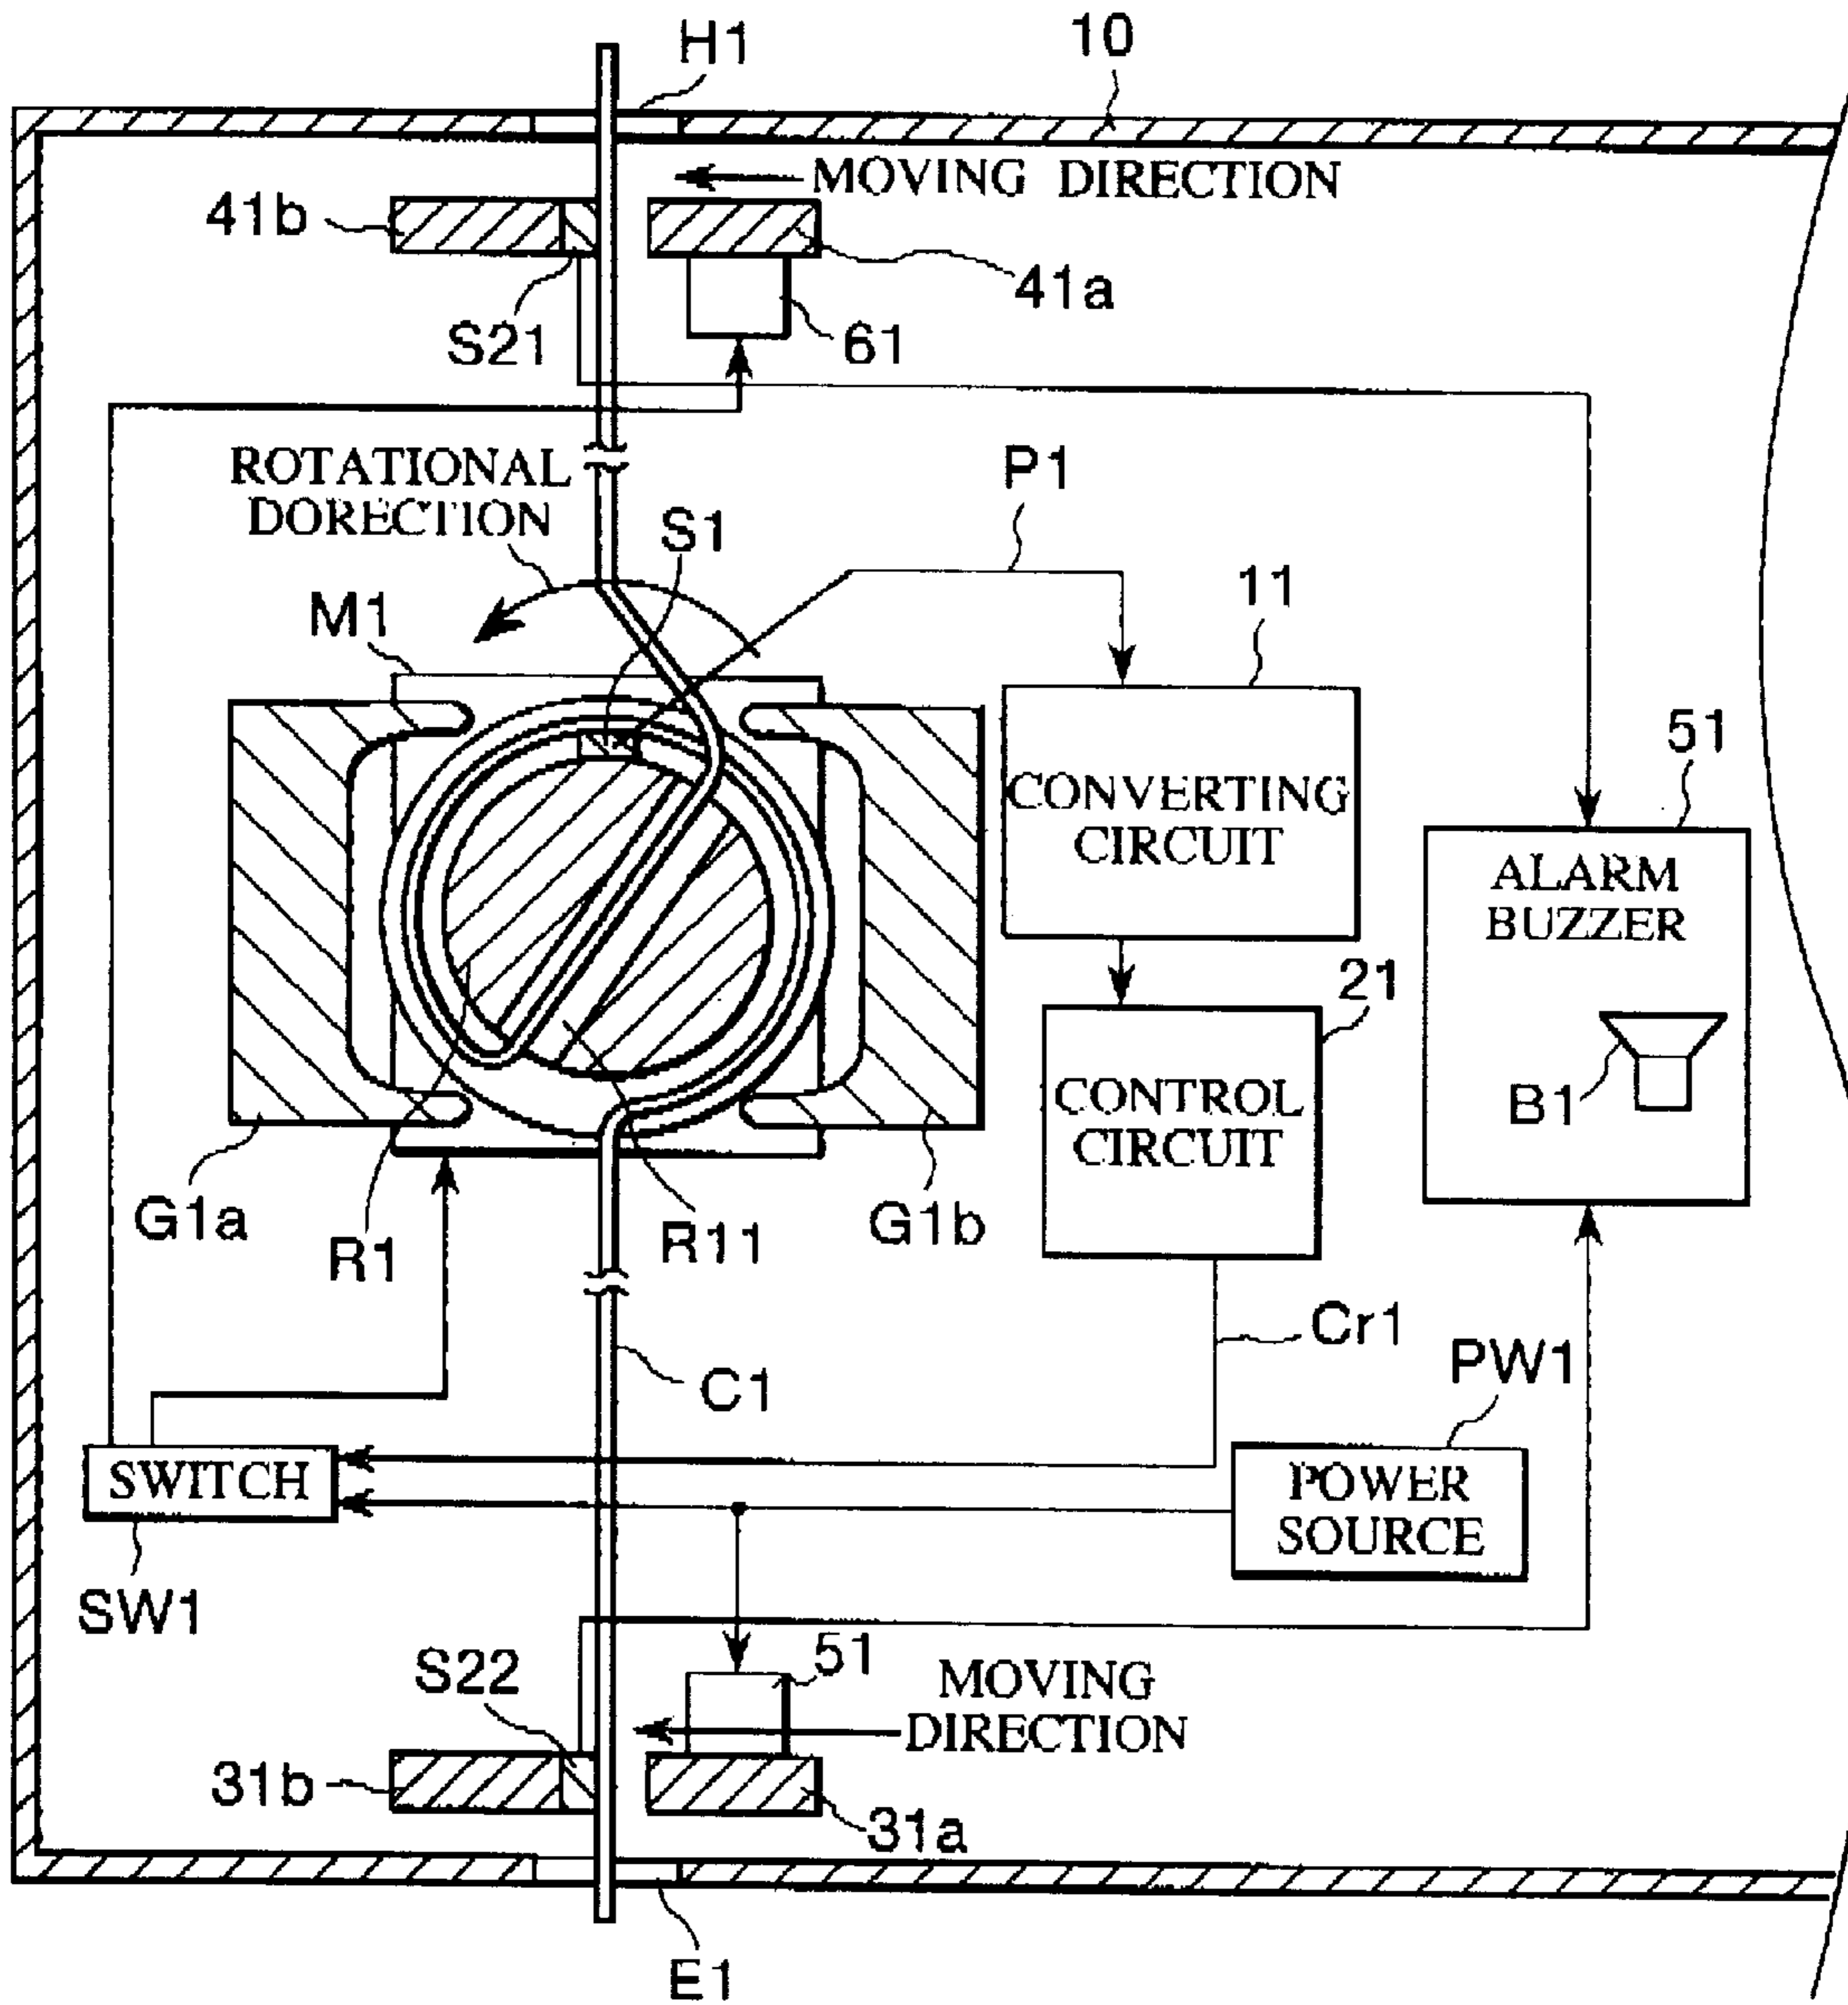 H1
10
MOVING DIRECTION
41b
41a
S21
61
ROTATIONAL
DORECTION
P1
S1
11
M1
51
CONVERTING
CIRCUIT
ALARM
BUZZER
21
B1
CONTROL
CIRCUIT
G1a
R1
R11
G1b
Cr1
PW1
C1
SWITCH
POWER
SOURCE
SW1
51
S22
MOVING
DIRECTION
31b
31a
E1